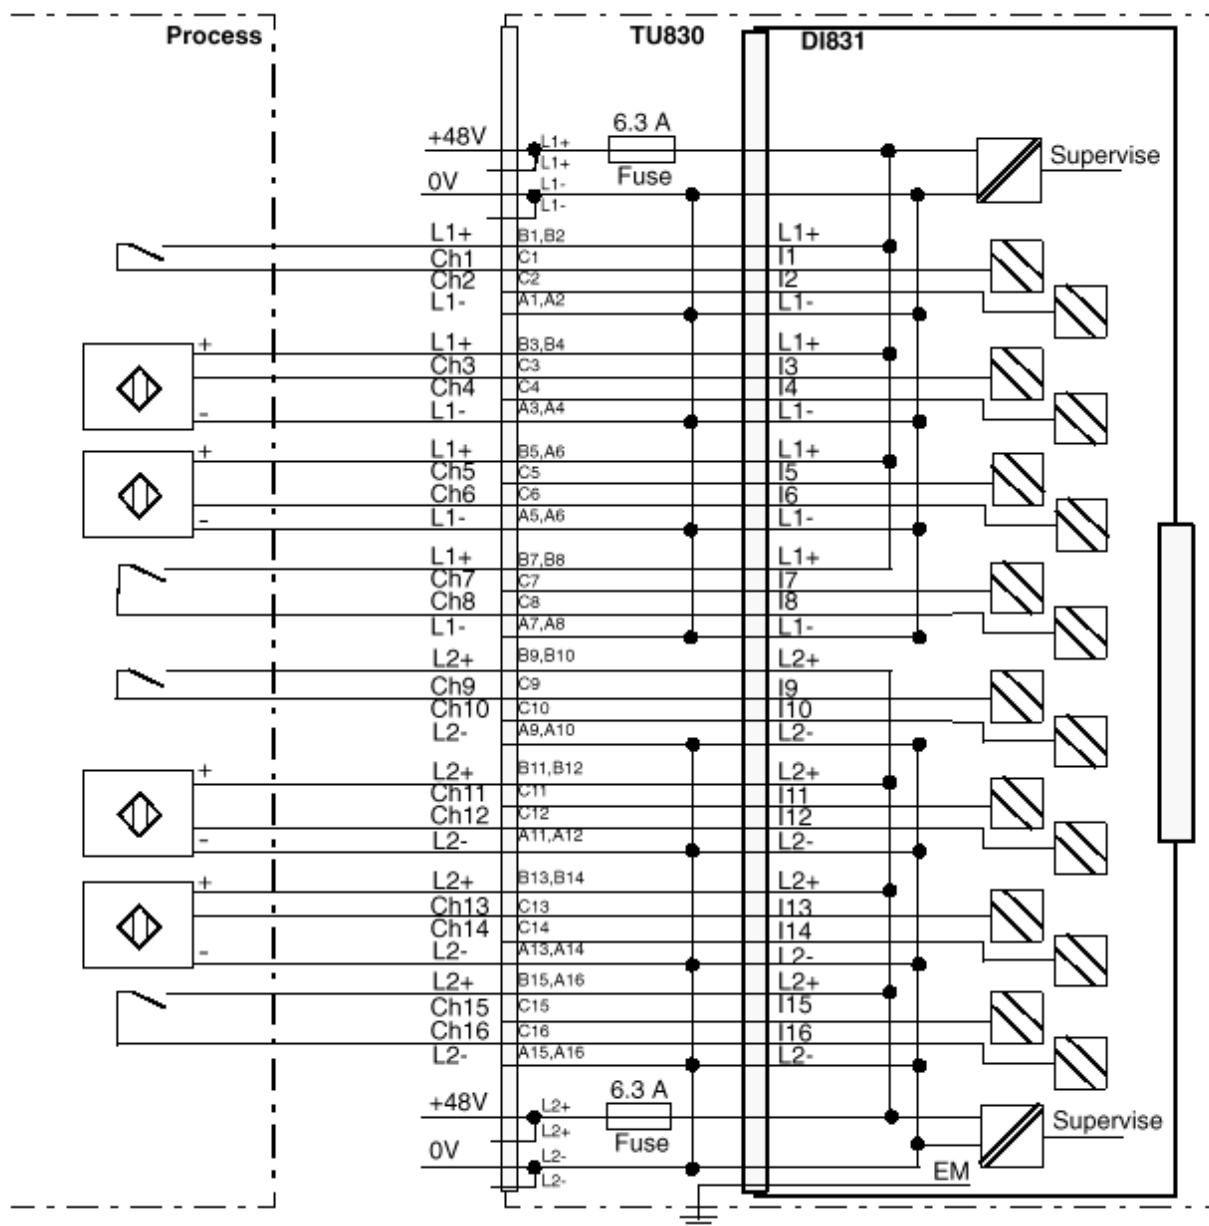 Process TU830 DI831
6.3 A
+48V L1+ Supervise
L1+
Fuse
0V L1-
L1-
L1+ B1,B2 L1+
Ch1 C1 I1
Ch2 C2 I2
L1- A1,A2 L1-
+ L1+ B3,B4 L1+
Ch3 C3 I3
Ch4 C4 I4
- L1- A3,A4 L1-
+ L1+ B5,A6 L1+
Ch5 C5 I5
Ch6 C6 I6
- L1- A5,A6 L1-
L1+ B7,B8 L1+
Ch7 C7 I7
Ch8 C8 I8
L1- A7,A8 L1-
L2+ B9,B10 L2+
Ch9 C9 I9
Ch10 C10 I10
L2- A9,A10 L2-
+ L2+ B11,B12 L2+
Ch11 C11 I11
Ch12 C12 I12
- L2- A11,A12 L2-
+ L2+ B13,B14 L2+
Ch13 C13 I13
Ch14 C14 I14
- L2- A13,A14 L2-
L2+ B15,A16 L2+
Ch15 C15 I15
Ch16 C16 I16
L2- A15,A16 L2-
6.3 A
+48V L2+ Supervise
L2+
Fuse
0V L2-
L2- EM